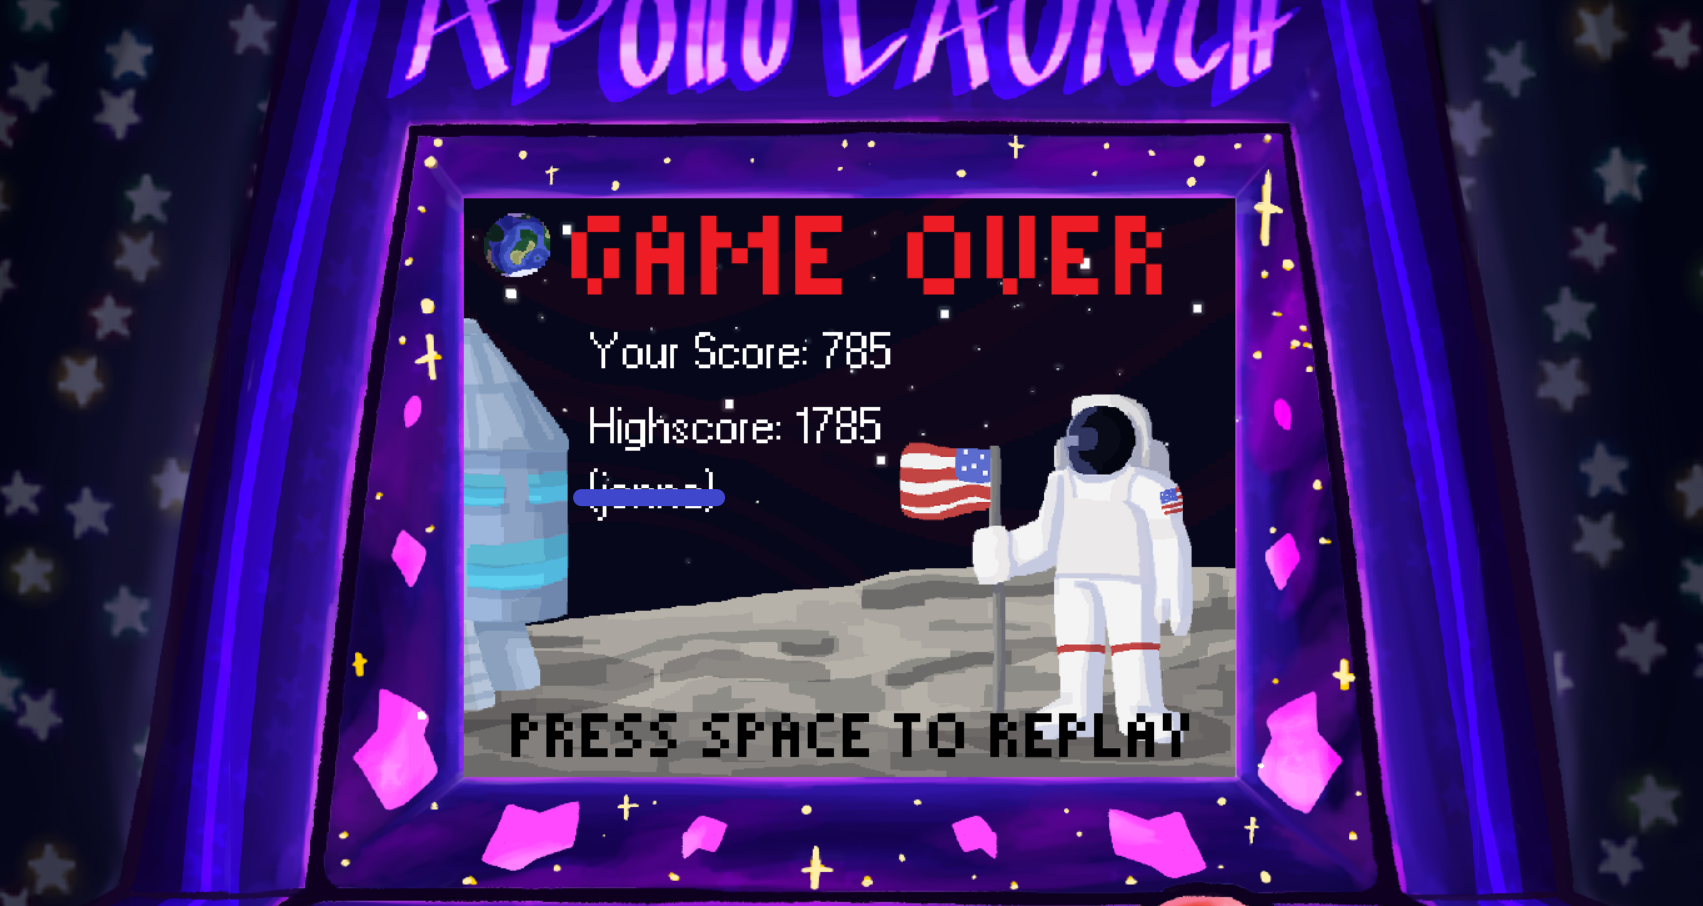 APOLLO LAUNCH
GAME OVER
Your Score: 785
Highscore: 1785
PRESS SPACE TO REPLAY